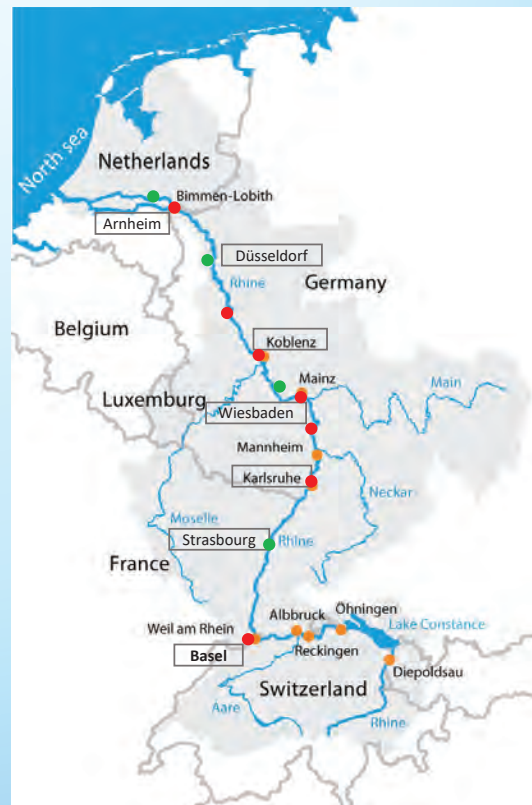 North sea
Netherlands
Bimmen-Lobith
Arnheim
Düsseldorf
Rhine
Germany
Belgium
Koblenz
Mainz
Main
Luxemburg
Wiesbaden
Mannheim
Karlsruhe
Neckar
Moselle
Strasbourg
Rhine
France
Albbruck
Öhningen
Lake Constance
Weil am Rhein
Basel
Reckingen
Diepoldsau
Switzerland
Aare
Rhine